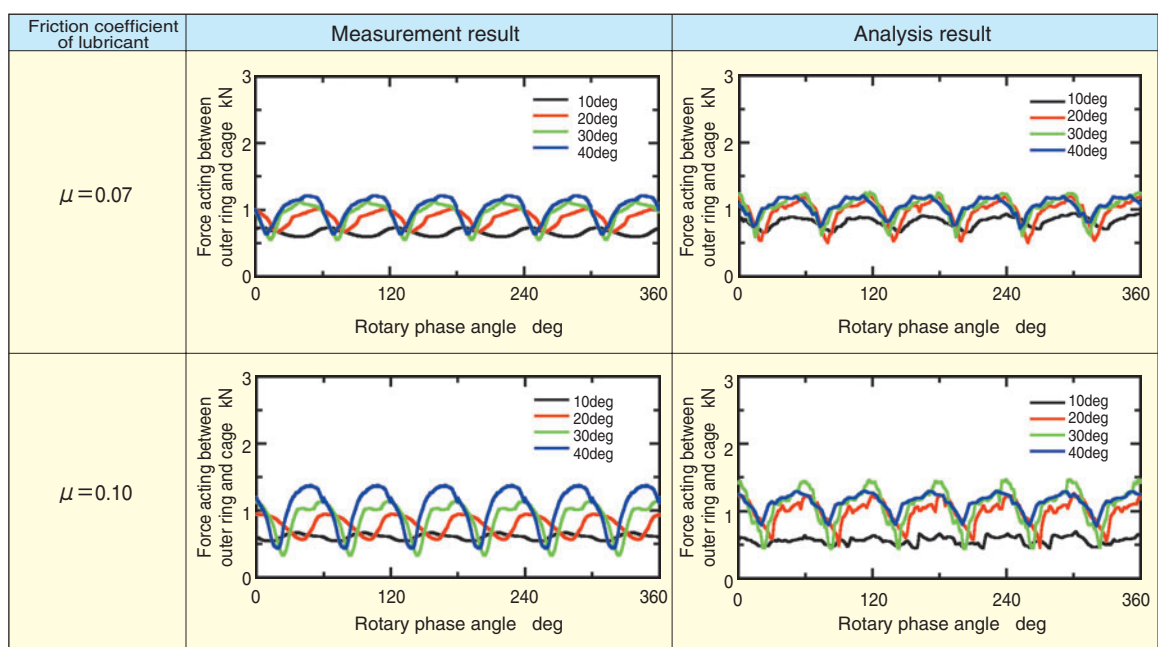 Friction coefficient
of lubricant
Measurement result
Analysis result
μ=0.07
Force acting between
outer ring and cage kN
3
2
1
0
10deg
20deg
30deg
40deg
0 120 240 360
Rotary phase angle deg
Force acting between
outer ring and cage kN
3
2
1
0
10deg
20deg
30deg
40deg
0 120 240 360
Rotary phase angle deg
μ=0.10
Force acting between
outer ring and cage kN
3
2
1
0
10deg
20deg
30deg
40deg
0 120 240 360
Rotary phase angle deg
Force acting between
outer ring and cage kN
3
2
1
0
10deg
20deg
30deg
40deg
0 120 240 360
Rotary phase angle deg